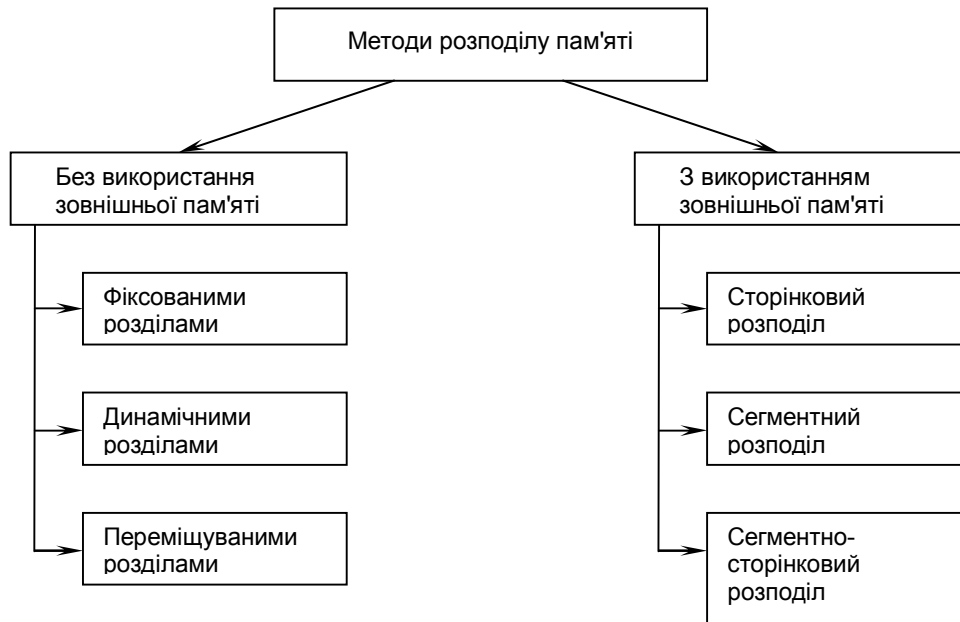 Методи розподілу пам'яті
Без використання
зовнішньої пам'яті
З використанням
зовнішньої пам'яті
Фіксованими
розділами
Сторінковий
розподіл
Динамічними
розділами
Сегментний
розподіл
Переміщуваними
розділами
Сегментно-
сторінковий
розподіл